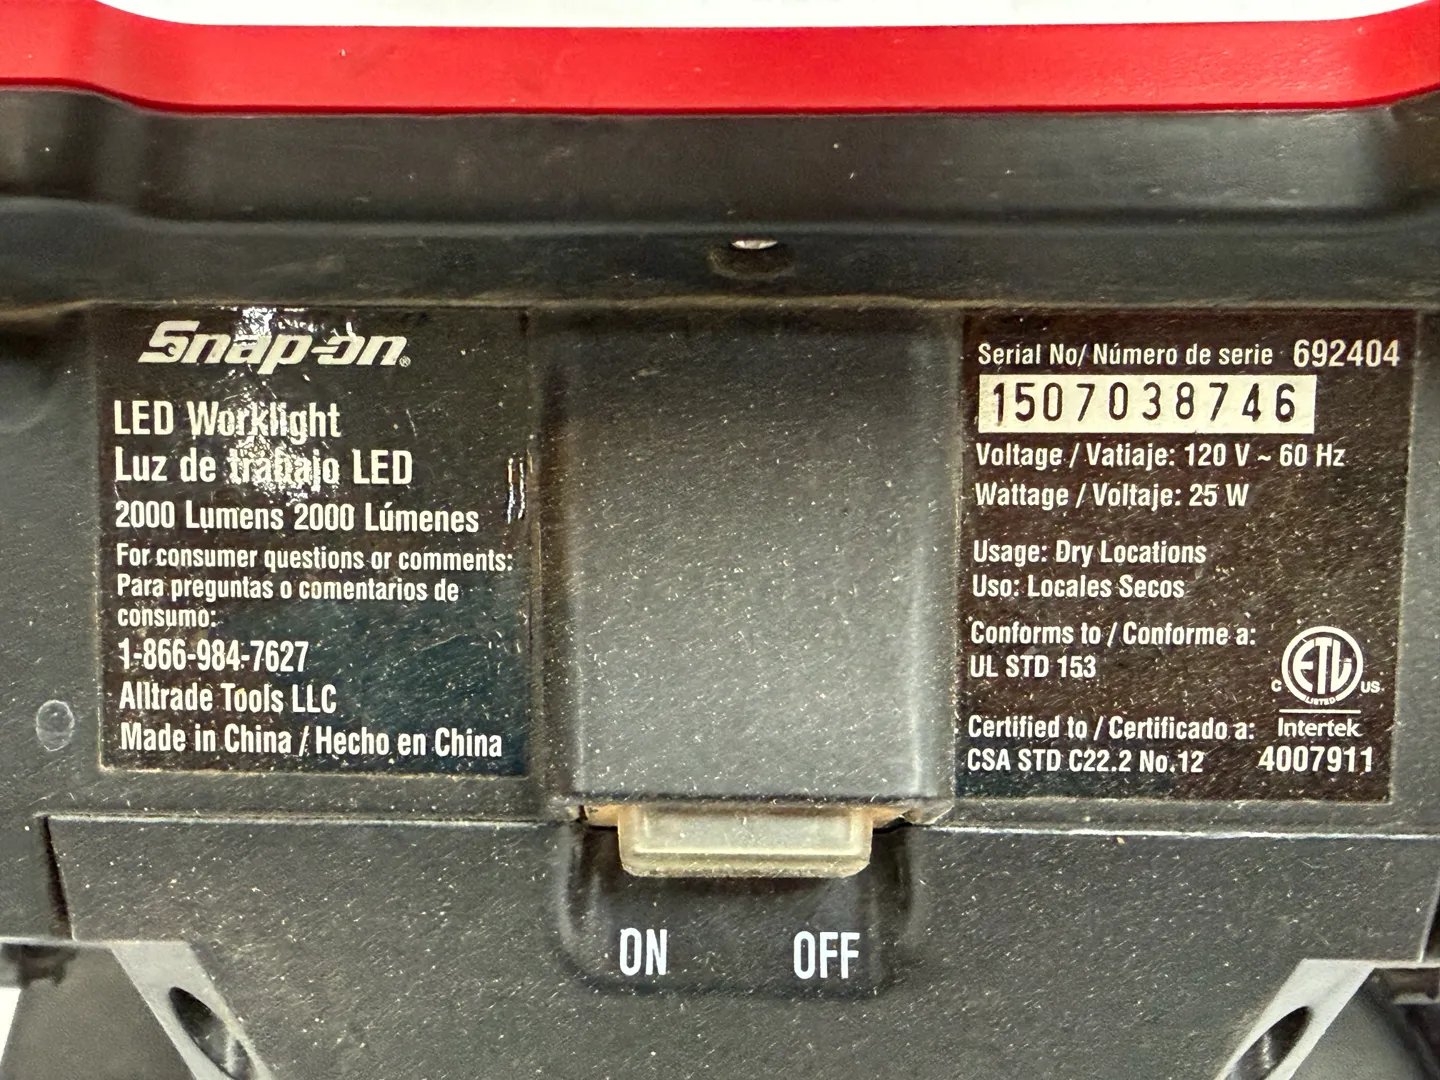 Snap-on®
LED Worklight
Luz de trabajo LED
2000 Lumens 2000 Lúmenes
For consumer questions or comments:
Para preguntas o comentarios de
consumo:
1-866-984-7627
Alltrade Tools LLC
Made in China / Hecho en China
Serial No/ Número de serie 692404
1507038746
Voltage / Vatiaje: 120 V ~ 60 Hz
Wattage / Voltaje: 25 W
Usage: Dry Locations
Uso: Locales Secos
Conforms to / Conforme a:
UL STD 153
Certified to / Certificado a:
CSA STD C22.2 No.12
C ETL US
LISTED
Intertek
4007911
ON OFF